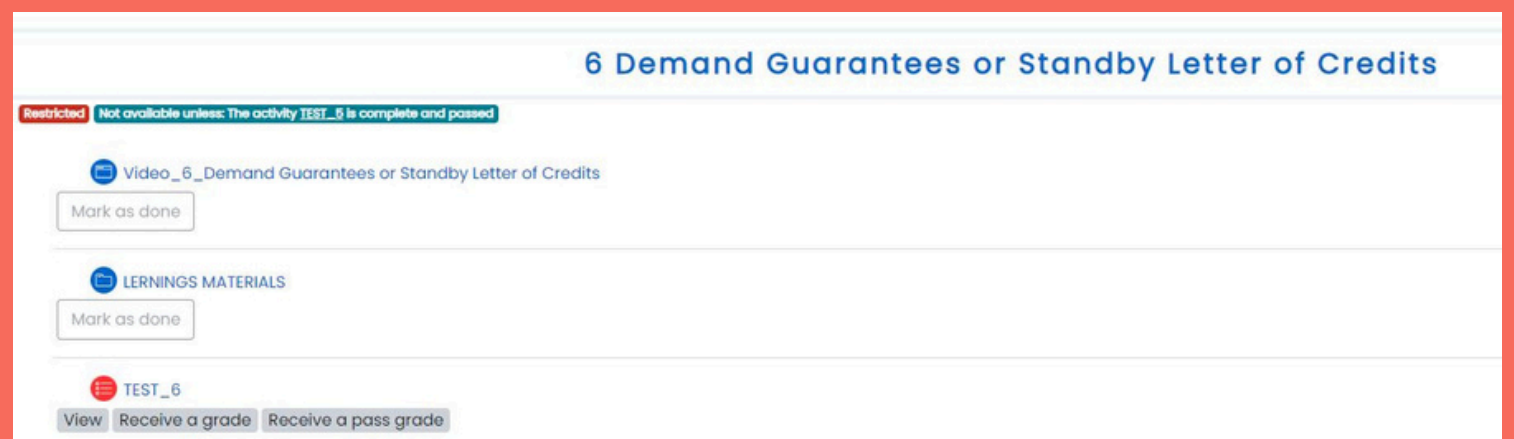 6 Demand Guarantees or Standby Letter of Credits
Restricted Not available unless: The activity TEST_5 is complete and passed
Video_6_Demand Guarantees or Standby Letter of Credits
Mark as done
LERNINGS MATERIALS
Mark as done
TEST_6
View Receive a grade Receive a pass grade